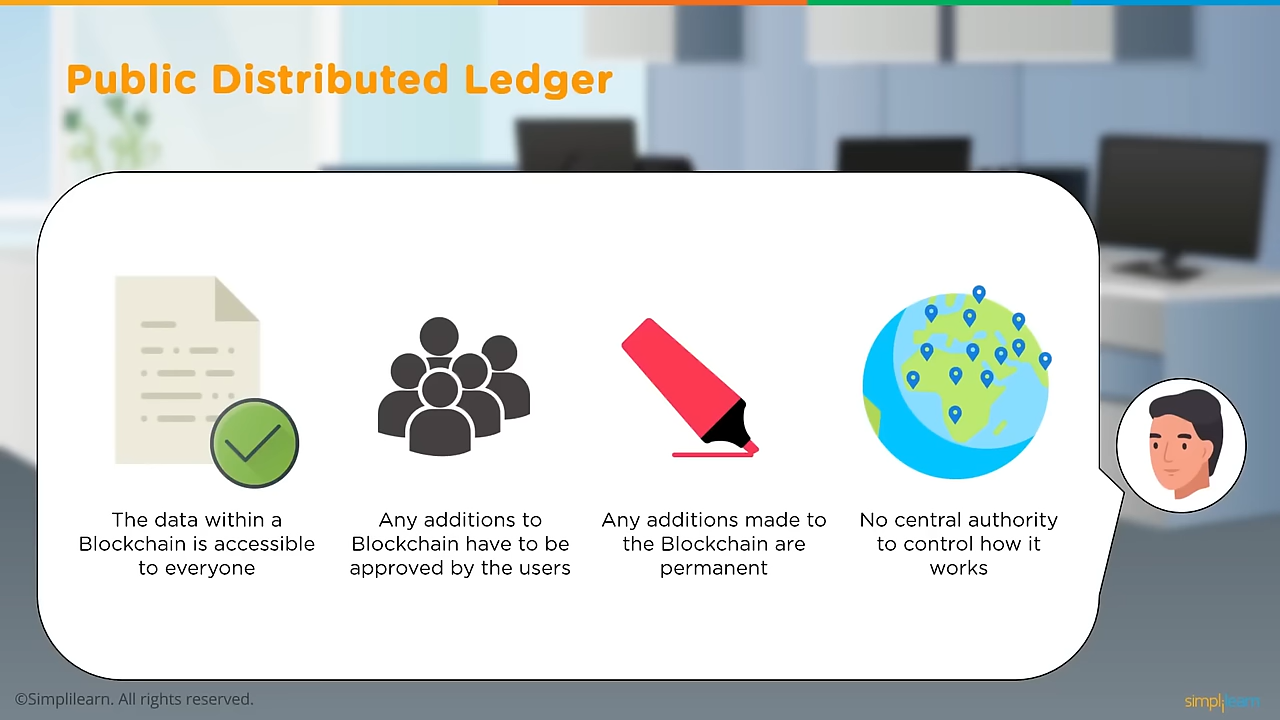 Public Distributed Ledger
The data within a
Blockchain is accessible
to everyone
Any additions to
Blockchain have to be
approved by the users
Any additions made to
the Blockchain are
permanent
No central authority
to control how it
works
©Simplilearn. All rights reserved.
simplilearn